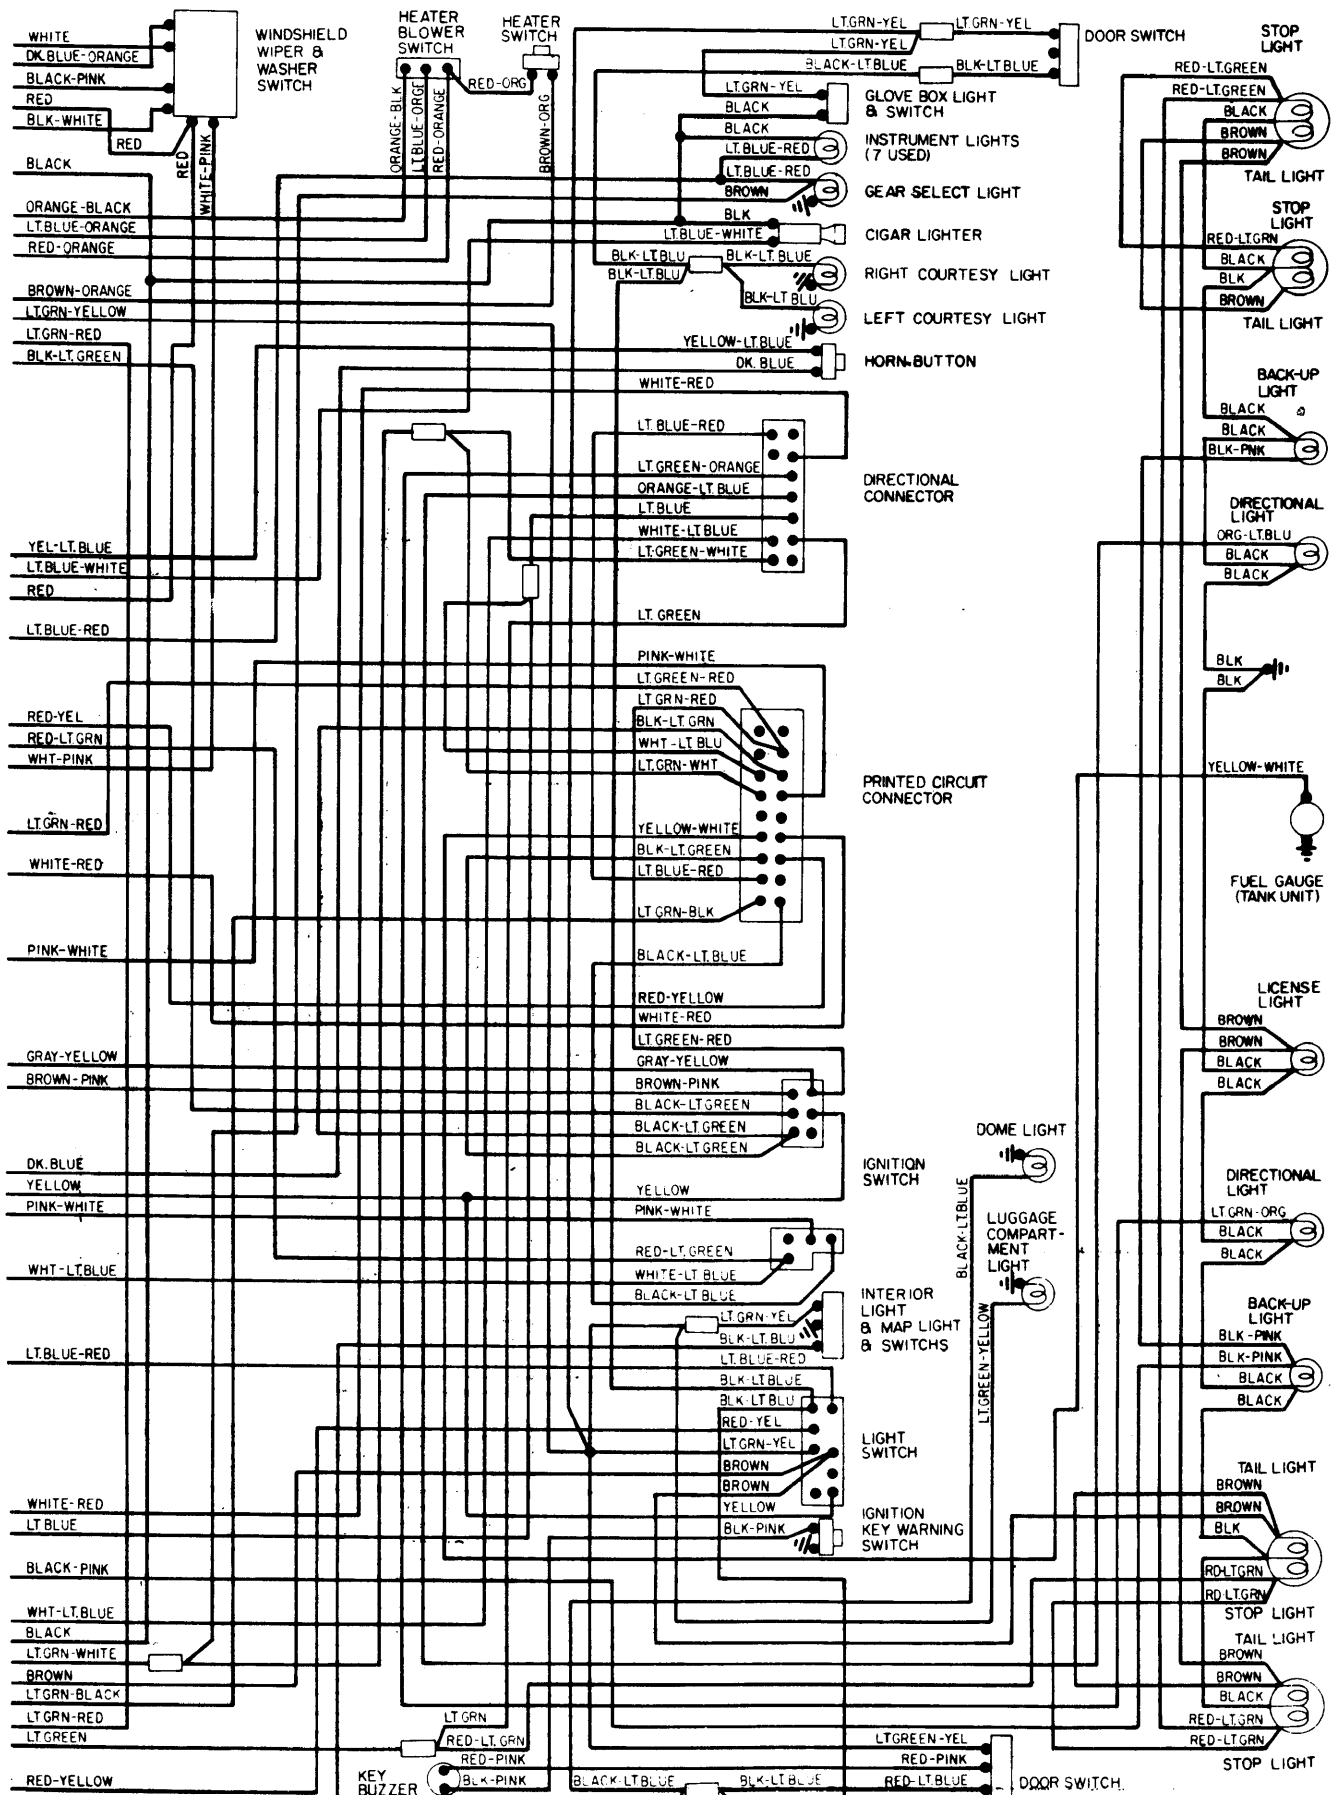 WHITE
DK.BLUE-ORANGE
BLACK-PINK
RED
BLK-WHITE
RED
BLACK
RED
WHITE-PINK
WINDSHIELD
WIPER &
WASHER
SWITCH
HEATER
BLOWER
SWITCH
HEATER
SWITCH
RED-ORG
ORANGE-BLK
LT.BLUE-ORGE
RED-ORANGE
BROWN-ORG
ORANGE-BLACK
LT.BLUE-ORANGE
RED-ORANGE
BROWN-ORANGE
LT.GRN-YELLOW
LT.GRN-RED
BLK-LT.GREEN
YEL-LT.BLUE
LT.BLUE-WHITE
RED
LT.BLUE-RED
RED-YEL
RED-LT.GRN
WHT-PINK
LT.GRN-RED
WHITE-RED
PINK-WHITE
GRAY-YELLOW
BROWN-PINK
DK.BLUE
YELLOW
PINK-WHITE
WHT-LT.BLUE
LT.BLUE-RED
WHITE-RED
LT BLUE
BLACK-PINK
WHT-LT.BLUE
BLACK
LT.GRN-WHITE
BROWN
LT.GRN-BLACK
LT GRN-RED
LT.GREEN
RED-YELLOW
LT.GRN-YEL
LT.GRN-YEL
LT.GRN-YEL
BLACK-LT.BLUE
BLK-LT.BLUE
DOOR SWITCH
LT.GRN-YEL
BLACK
GLOVE BOX LIGHT
& SWITCH
BLACK
LT.BLUE-RED
INSTRUMENT LIGHTS
(7 USED)
LT.BLUE-RED
BROWN
GEAR SELECT LIGHT
BLK
LT.BLUE-WHITE
CIGAR LIGHTER
BLK-LT.BLU
BLK-LT.BLUE
BLK-LT.BLU
RIGHT COURTESY LIGHT
BLK-LT BLU
LEFT COURTESY LIGHT
YELLOW-LT.BLUE
DK. BLUE
HORN BUTTON
WHITE-RED
LT. BLUE-RED
LT.GREEN-ORANGE
ORANGE-LT. BLUE
LT.BLUE
WHITE-LT.BLUE
LT.GREEN-WHITE
DIRECTIONAL
CONNECTOR
LT. GREEN
PINK-WHITE
LT.GREEN-RED
LT GRN-RED
BLK-LT. GRN
WHT-LT BLU
LT.GRN-WHT
PRINTED CIRCUIT
CONNECTOR
YELLOW-WHITE
BLK-LT.GREEN
LT.BLUE-RED
LT GRN-BLK
BLACK-LT.BLUE
RED-YELLOW
WHITE-RED
LT.GREEN-RED
GRAY-YELLOW
BROWN-PINK
BLACK-LT.GREEN
BLACK-LT GREEN
BLACK-LT GREEN
IGNITION
SWITCH
YELLOW
PINK-WHITE
RED-LT. GREEN
WHITE-LT BLUE
BLACK-LT BLUE
LT GRN-YEL
BLK-LT.BLU
INTERIOR
LIGHT
& MAP LIGHT
& SWITCHS
LT.BLUE-RED
BLK-LT.BLUE
BLK-LT BLU
RED-YEL
LT.GRN-YEL
BROWN
BROWN
YELLOW
LIGHT
SWITCH
BLK-PINK
IGNITION
KEY WARNING
SWITCH
DOME LIGHT
BLACK-LT.BLUE
LUGGAGE
COMPART-
MENT
LIGHT
LT.GREEN-YELLOW
LT GRN
RED-LT. GRN
RED-PINK
BLK-PINK
KEY
BUZZER
BLACK-LT.BLUE
BLK-LT BLUE
LT.GREEN-YEL
RED-PINK
RED-LT.BLUE
DOOR SWITCH
STOP
LIGHT
RED-LT.GREEN
RED-LT.GREEN
BLACK
BROWN
BROWN
TAIL LIGHT
STOP
LIGHT
RED-LT.GRN
BLACK
BLK
BROWN
TAIL LIGHT
BACK-UP
LIGHT
BLACK
BLACK
BLK-PNK
DIRECTIONAL
LIGHT
ORG-LT.BLU
BLACK
BLACK
BLK
BLK
YELLOW-WHITE
FUEL GAUGE
(TANK UNIT)
LICENSE
LIGHT
BROWN
BROWN
BLACK
BLACK
DIRECTIONAL
LIGHT
LT GRN-ORG
BLACK
BLACK
BACK-UP
LIGHT
BLK-PINK
BLK-PINK
BLACK
BLACK
TAIL LIGHT
BROWN
BROWN
BLK
RD-LT.GRN
RD-LT.GRN
STOP LIGHT
TAIL LIGHT
BROWN
BROWN
BLACK
RED-LT.GRN
RED-LT.GRN
STOP LIGHT